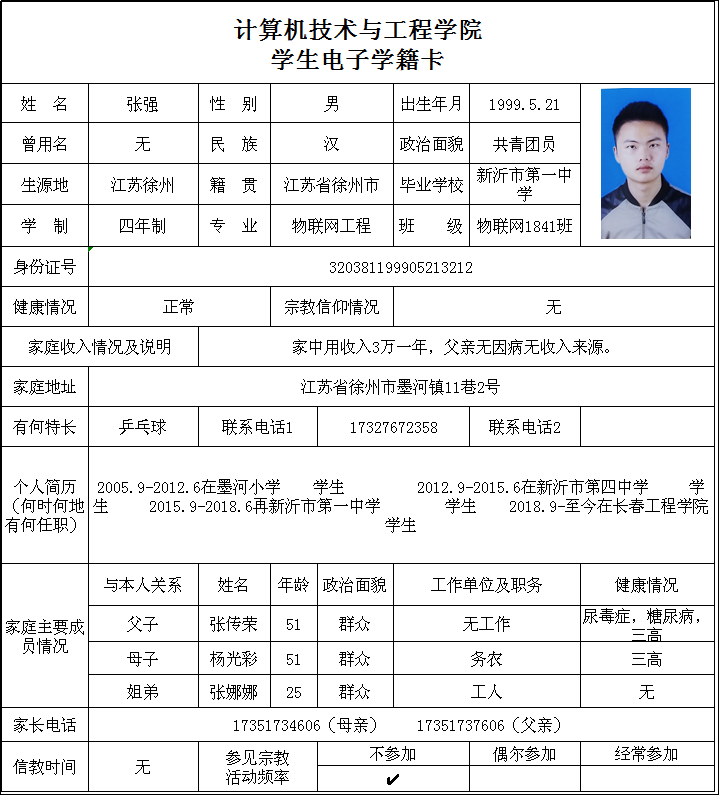 计算机技术与工程学院
学生电子学籍卡
姓 名 张强 性 别 男 出生年月 1999.5.21
曾用名 无 民 族 汉 政治面貌 共青团员
生源地 江苏徐州 籍 贯 江苏省徐州市 毕业学校 新沂市第一中
学
学 制 四年制 专 业 物联网工程 班 级 物联网1841班
身份证号 320381199905213212
健康情况 正常 宗教信仰情况 无
家庭收入情况及说明 家中用收入3万一年，父亲无因病无收入来源。
家庭地址 江苏省徐州市墨河镇11巷2号
有何特长 乒乓球 联系电话1 17327672358 联系电话2
个人简历
（何时何地
有何任职）
2005.9-2012.6在墨河小学 学生 2012.9-2015.6在新沂市第四中学 学
生 2015.9-2018.6再新沂市第一中学 学生 2018.9-至今在长春工程学院
学生
家庭主要成
员情况
与本人关系 姓名 年龄 政治面貌 工作单位及职务 健康情况
父子 张传荣 51 群众 无工作 尿毒症，糖尿病，
三高
母子 杨光彩 51 群众 务农 三高
姐弟 张娜娜 25 群众 工人 无
家长电话 17351734606（母亲） 17351737606（父亲）
信教时间 无 参见宗教
活动频率
不参加 偶尔参加 经常参加
✔